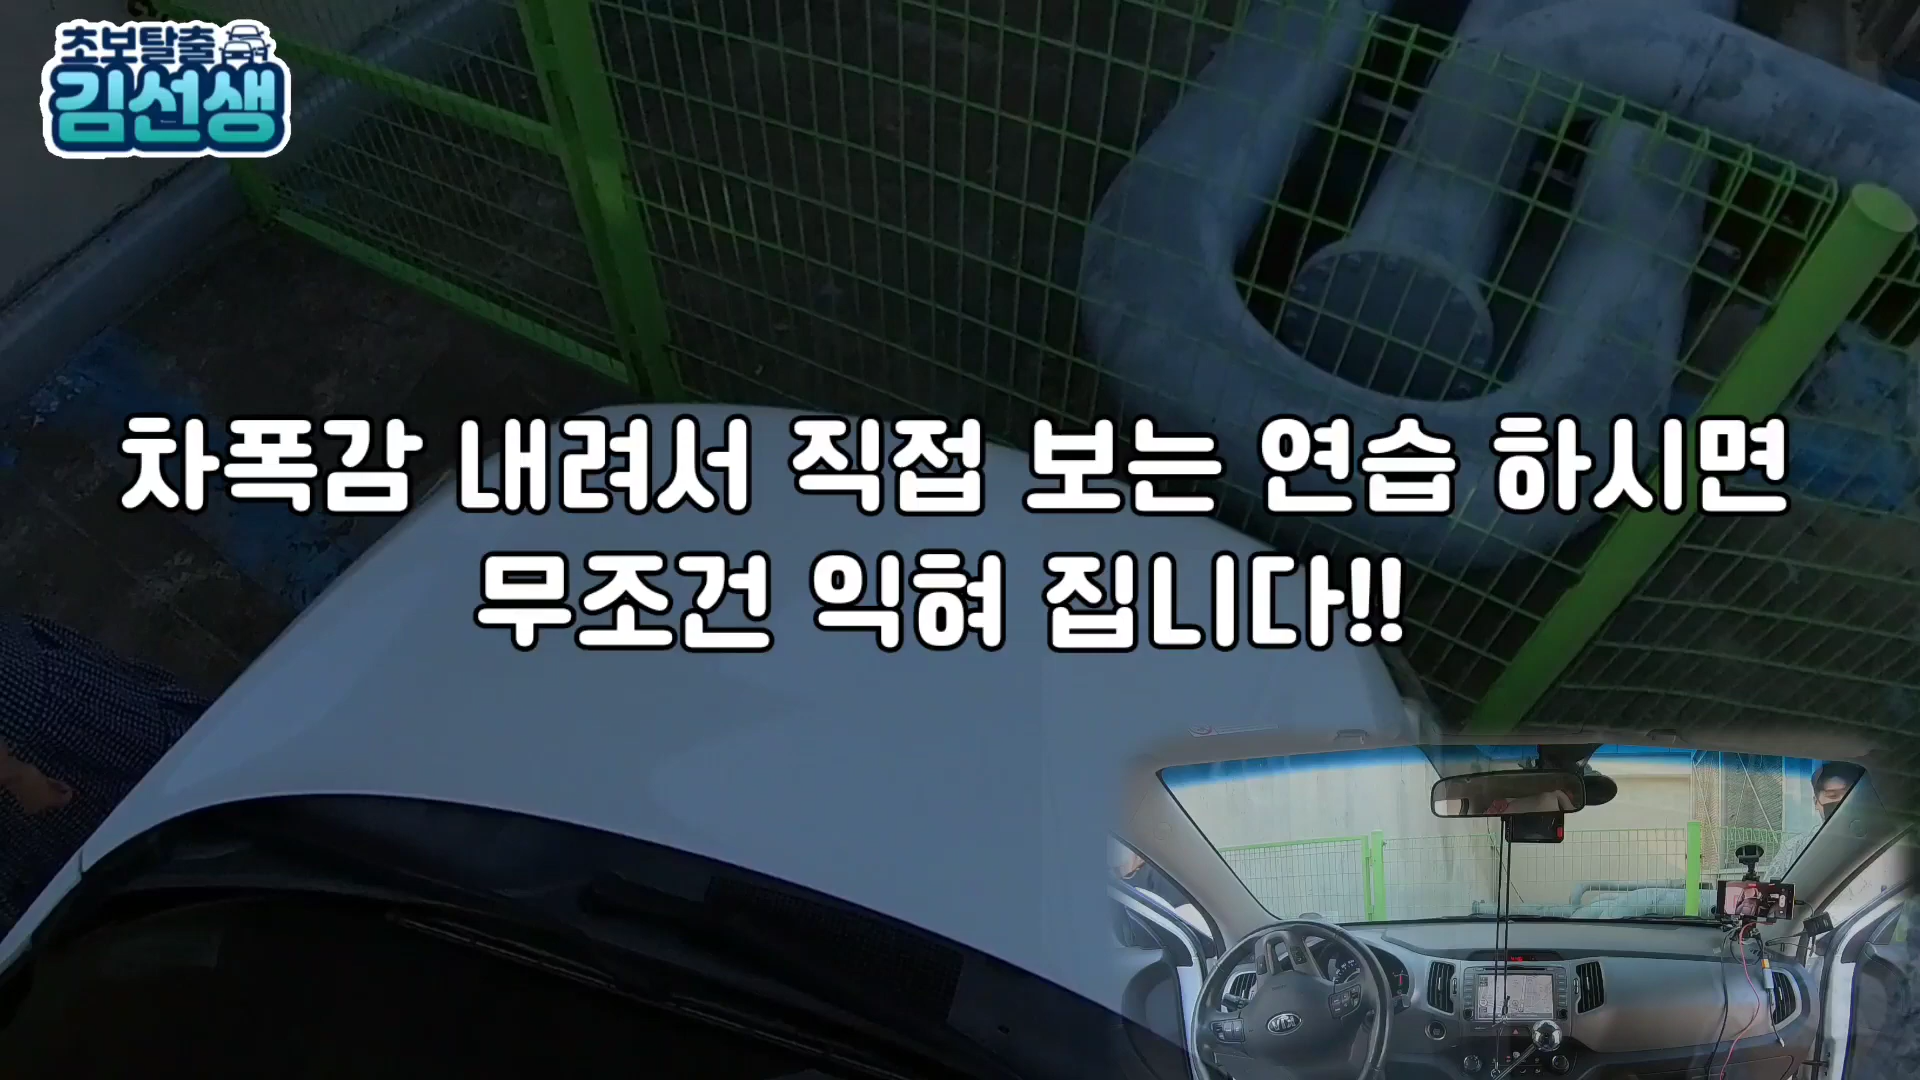 초보탈출
김선생
차폭감 내려서 직접 보는 연습 하시면
무조건 익혀 집니다!!
KIA